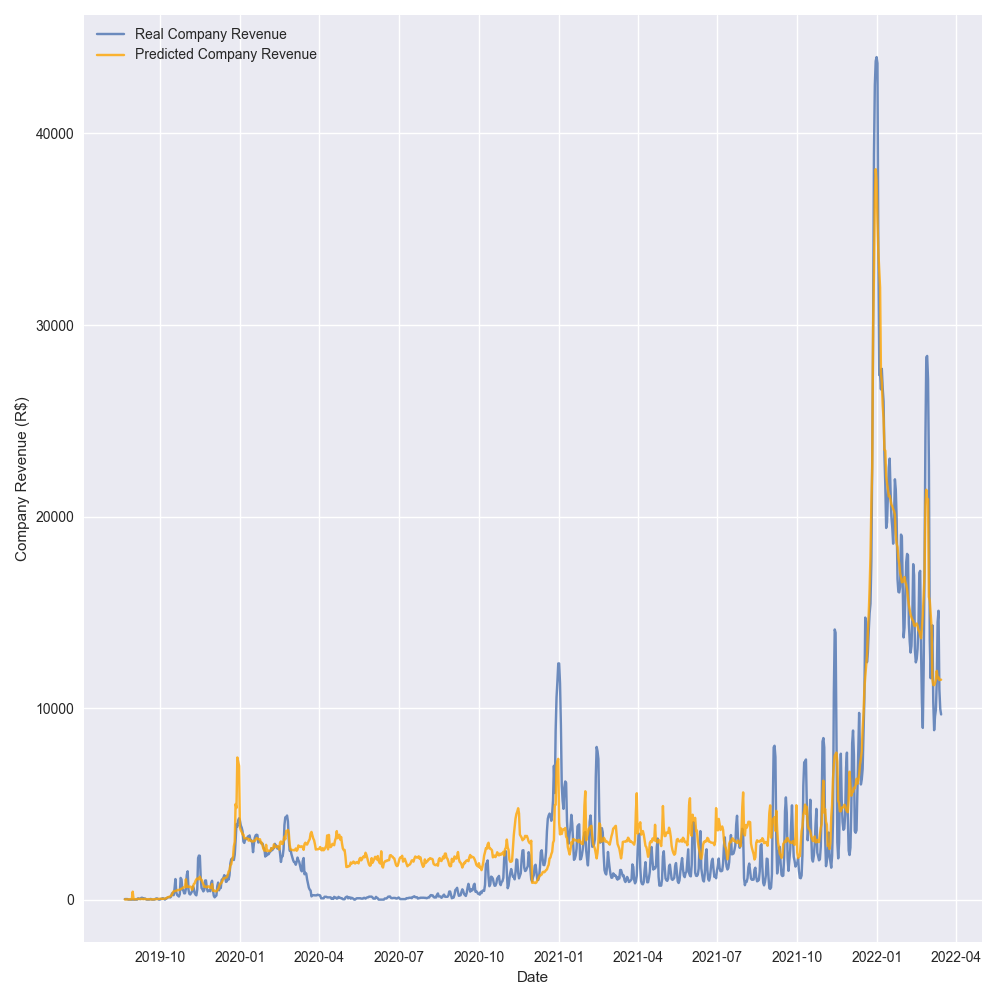 Real Company Revenue
Predicted Company Revenue
40000
30000
20000
10000
0
Company Revenue (R$)
2019-10 2020-01 2020-04 2020-07 2020-10 2021-01 2021-04 2021-07 2021-10 2022-01 2022-04
Date